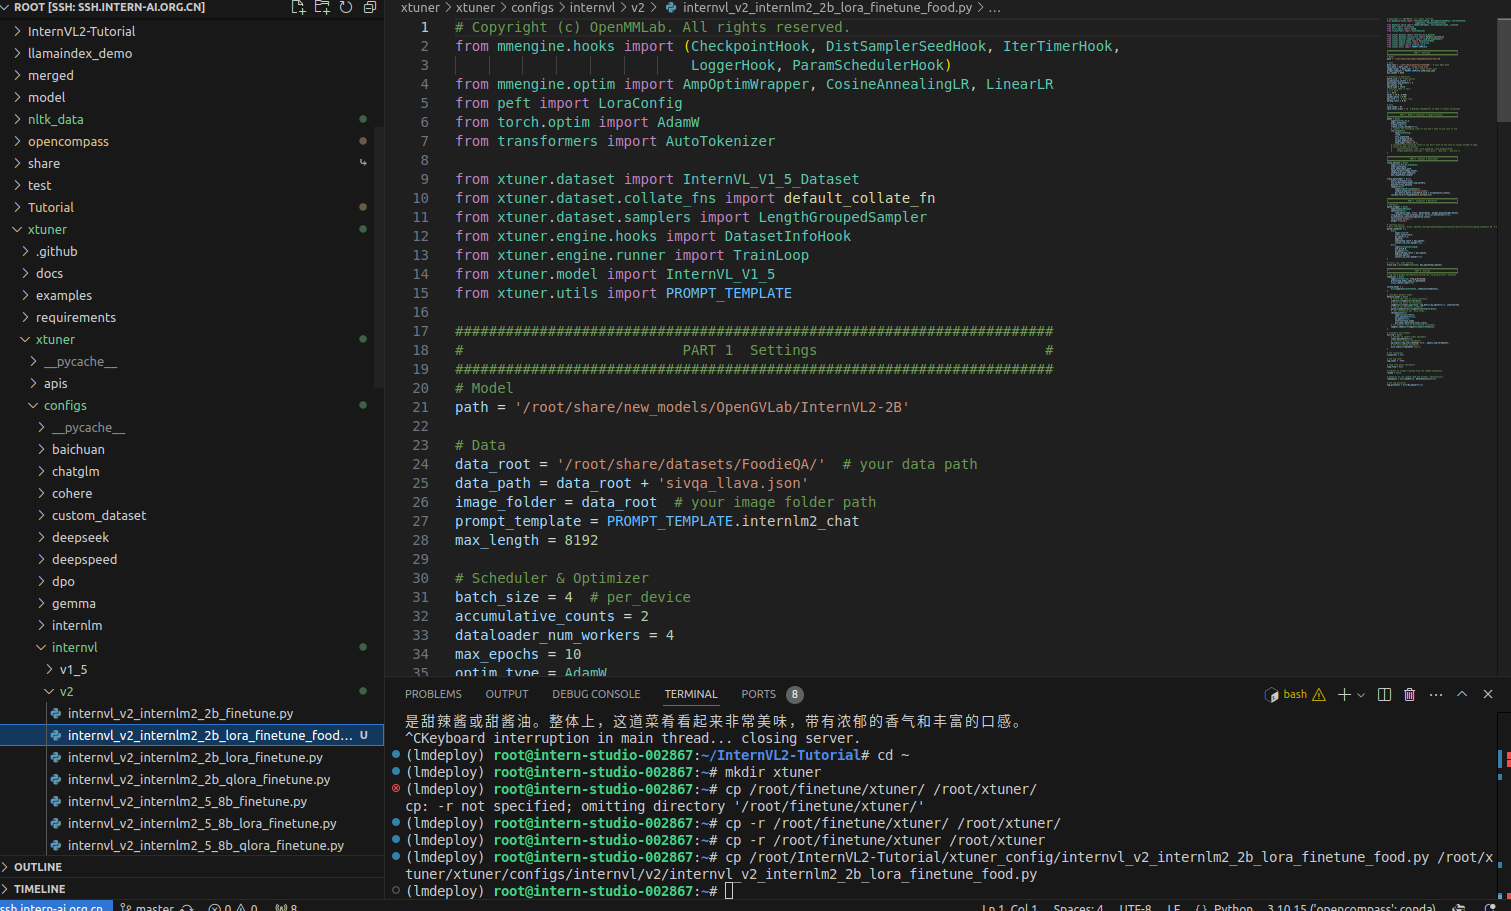 ROOT [SSH: SSH.INTERN-AI.ORG.CN]
InternVL2-Tutorial
llamaindex_demo
merged
model
nltk_data
opencompass
share
test
Tutorial
xtuner
.github
docs
examples
requirements
xtuner
__pycache__
apis
configs
__pycache__
baichuan
chatglm
cohere
custom_dataset
deepseek
deepspeed
dpo
gemma
internlm
internvl
v1_5
v2
internvl_v2_internlm2_2b_finetune.py
internvl_v2_internlm2_2b_lora_finetune_food... U
internvl_v2_internlm2_2b_lora_finetune.py
internvl_v2_internlm2_2b_qlora_finetune.py
internvl_v2_internlm2_5_8b_finetune.py
internvl_v2_internlm2_5_8b_lora_finetune.py
internvl_v2_internlm2_5_8b_qlora_finetune.py
OUTLINE
TIMELINE
xtuner > xtuner > configs > internvl > v2 > internvl_v2_internlm2_2b_lora_finetune_food.py > ...
1 # Copyright (c) OpenMMLab. All rights reserved.
2 from mmengine.hooks import (CheckpointHook, DistSamplerSeedHook, IterTimerHook,
3 LoggerHook, ParamSchedulerHook)
4 from mmengine.optim import AmpOptimWrapper, CosineAnnealingLR, LinearLR
5 from peft import LoraConfig
6 from torch.optim import AdamW
7 from transformers import AutoTokenizer
8
9 from xtuner.dataset import InternVL_V1_5_Dataset
10 from xtuner.dataset.collate_fns import default_collate_fn
11 from xtuner.dataset.samplers import LengthGroupedSampler
12 from xtuner.engine.hooks import DatasetInfoHook
13 from xtuner.engine.runner import TrainLoop
14 from xtuner.model import InternVL_V1_5
15 from xtuner.utils import PROMPT_TEMPLATE
16
17 #######################################################################
18 # PART 1 Settings #
19 #######################################################################
20 # Model
21 path = '/root/share/new_models/OpenGVLab/InternVL2-2B'
22
23 # Data
24 data_root = '/root/share/datasets/FoodieQA/' # your data path
25 data_path = data_root + 'sivqa_llava.json'
26 image_folder = data_root # your image folder path
27 prompt_template = PROMPT_TEMPLATE.internlm2_chat
28 max_length = 8192
29
30 # Scheduler & Optimizer
31 batch_size = 4 # per_device
32 accumulative_counts = 2
33 dataloader_num_workers = 4
34 max_epochs = 10
35 optim_type = AdamW
PROBLEMS OUTPUT DEBUG CONSOLE TERMINAL PORTS 8 bash
是甜辣酱或甜酱油。整体上，这道菜肴看起来非常美味，带有浓郁的香气和丰富的口感。
^CKeyboard interruption in main thread... closing server.
(lmdeploy) root@intern-studio-002867:~/InternVL2-Tutorial# cd ~
(lmdeploy) root@intern-studio-002867:~# mkdir xtuner
(lmdeploy) root@intern-studio-002867:~# cp /root/finetune/xtuner/ /root/xtuner/
cp: -r not specified; omitting directory '/root/finetune/xtuner/'
(lmdeploy) root@intern-studio-002867:~# cp -r /root/finetune/xtuner/ /root/xtuner/
(lmdeploy) root@intern-studio-002867:~# cp -r /root/finetune/xtuner /root/xtuner
(lmdeploy) root@intern-studio-002867:~# cp /root/InternVL2-Tutorial/xtuner_config/internvl_v2_internlm2_2b_lora_finetune_food.py /root/x
tuner/xtuner/configs/internvl/v2/internvl_v2_internlm2_2b_lora_finetune_food.py
(lmdeploy) root@intern-studio-002867:~#
ssh.intern-ai.org.cn master 0 0 8 Ln 1, Col 1 Spaces: 4 UTF-8 LF Python 3.10.15 ('opencompass': conda)